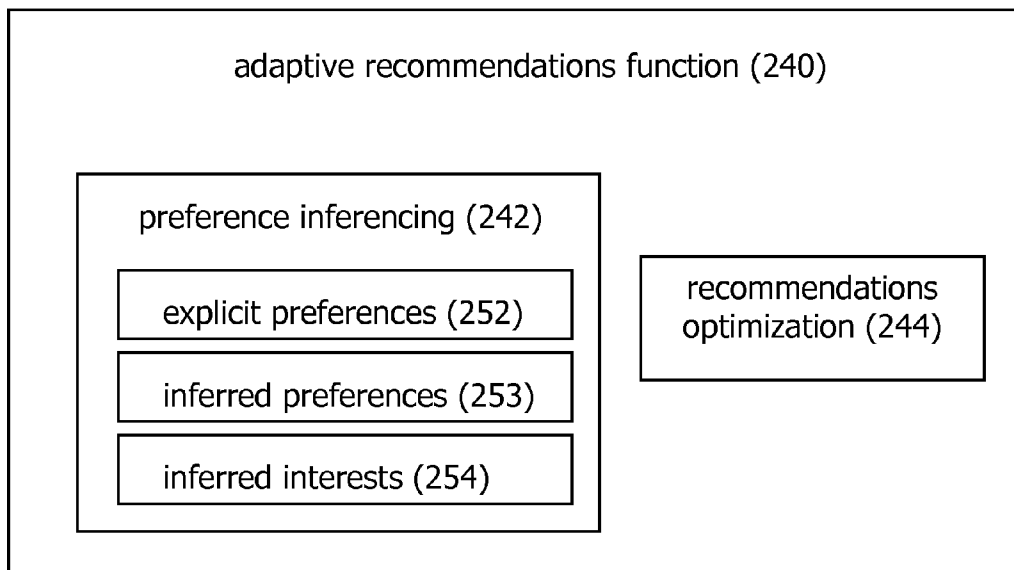 adaptive recommendations function (240)
preference inferencing (242)
explicit preferences (252)
inferred preferences (253)
inferred interests (254)
recommendations
optimization (244)